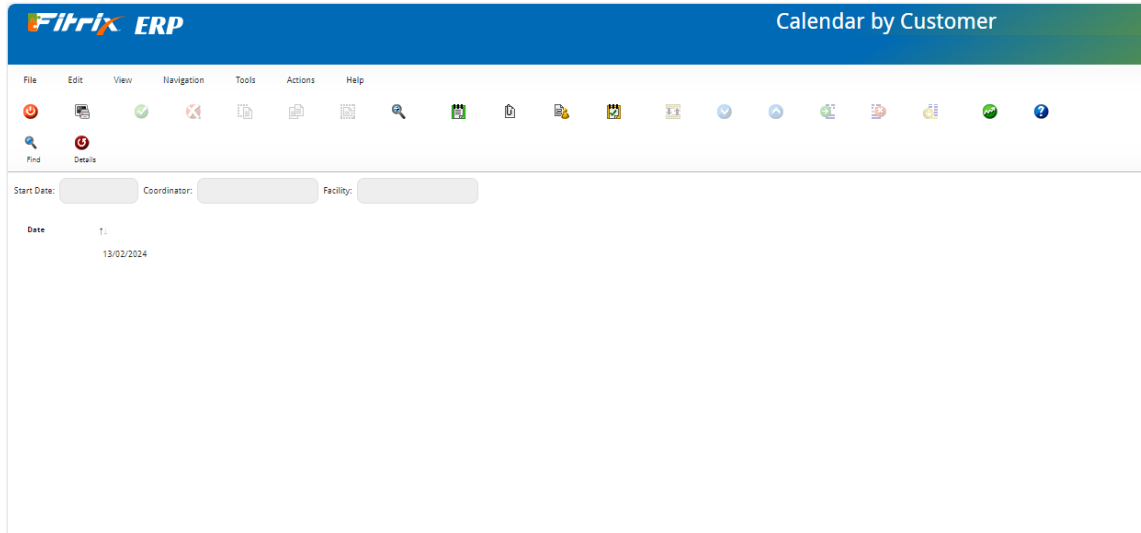 Fitrix ERP
Calendar by Customer
File Edit View Navigation Tools Actions Help
Find Details
Start Date: Coordinator: Facility:
Date ↑↓
13/02/2024